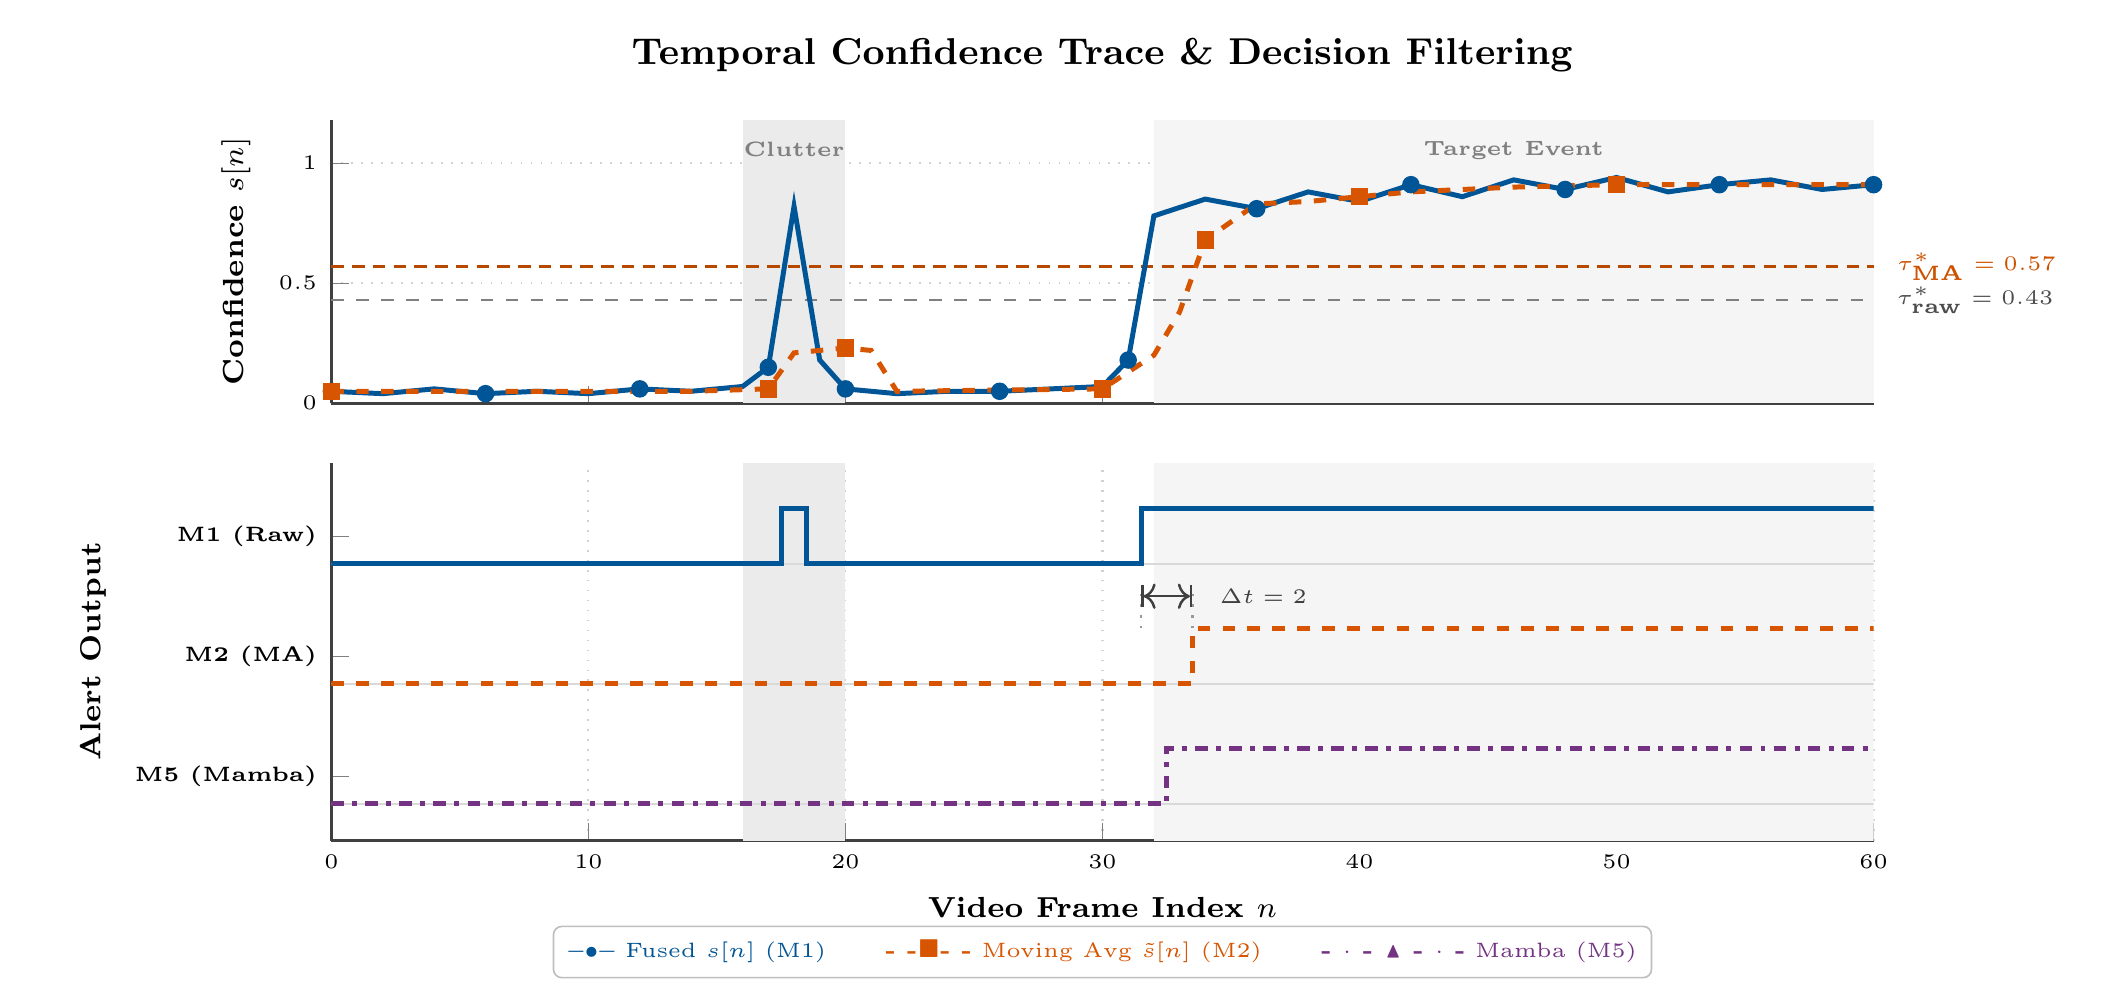 Temporal Confidence Trace & Decision Filtering
Confidence s[n]
1
0.5
0
Clutter
Target Event
τ*MA = 0.57
τ*raw = 0.43
Alert Output
M1 (Raw)
M2 (MA)
M5 (Mamba)
Δt = 2
0 10 20 30 40 50 60
Video Frame Index n
Fused s[n] (M1) Moving Avg s̃[n] (M2) Mamba (M5)